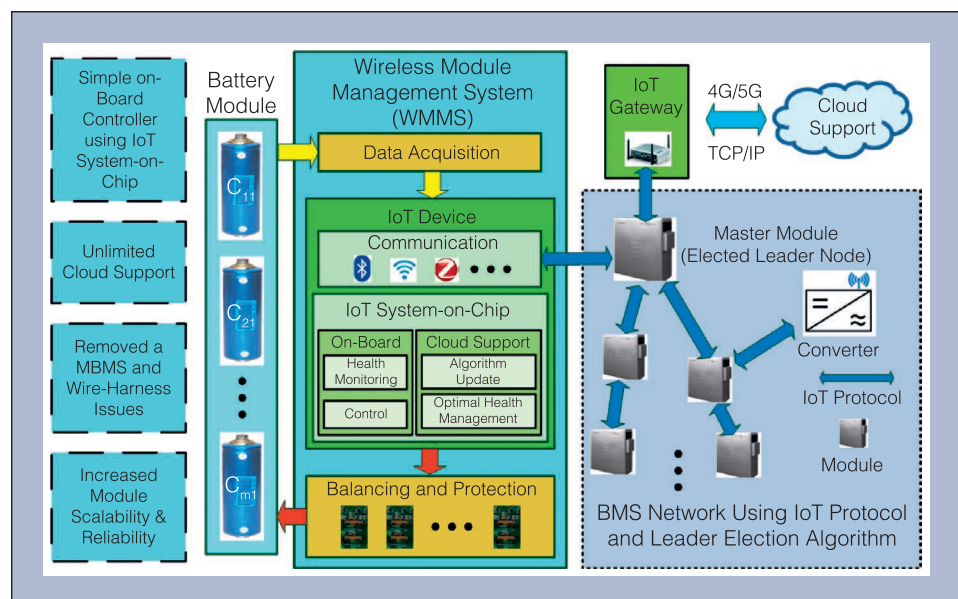 Simple on-
Board
Controller
using IoT
System-on-
Chip
Unlimited
Cloud Support
Removed a
MBMS and
Wire-Harness
Issues
Increased
Module
Scalability &
Reliability
Battery
Module
C11
C21
Cm1
Wireless Module
Management System
(WMMS)
Data Acquisition
IoT Device
Communication
IoT System-on-Chip
On-Board
Health
Monitoring
Control
Cloud Support
Algorithm
Update
Optimal Health
Management
Balancing and Protection
IoT
Gateway
4G/5G
TCP/IP
Cloud
Support
Master Module
(Elected Leader Node)
Converter
IoT Protocol
Module
BMS Network Using IoT Protocol
and Leader Election Algorithm